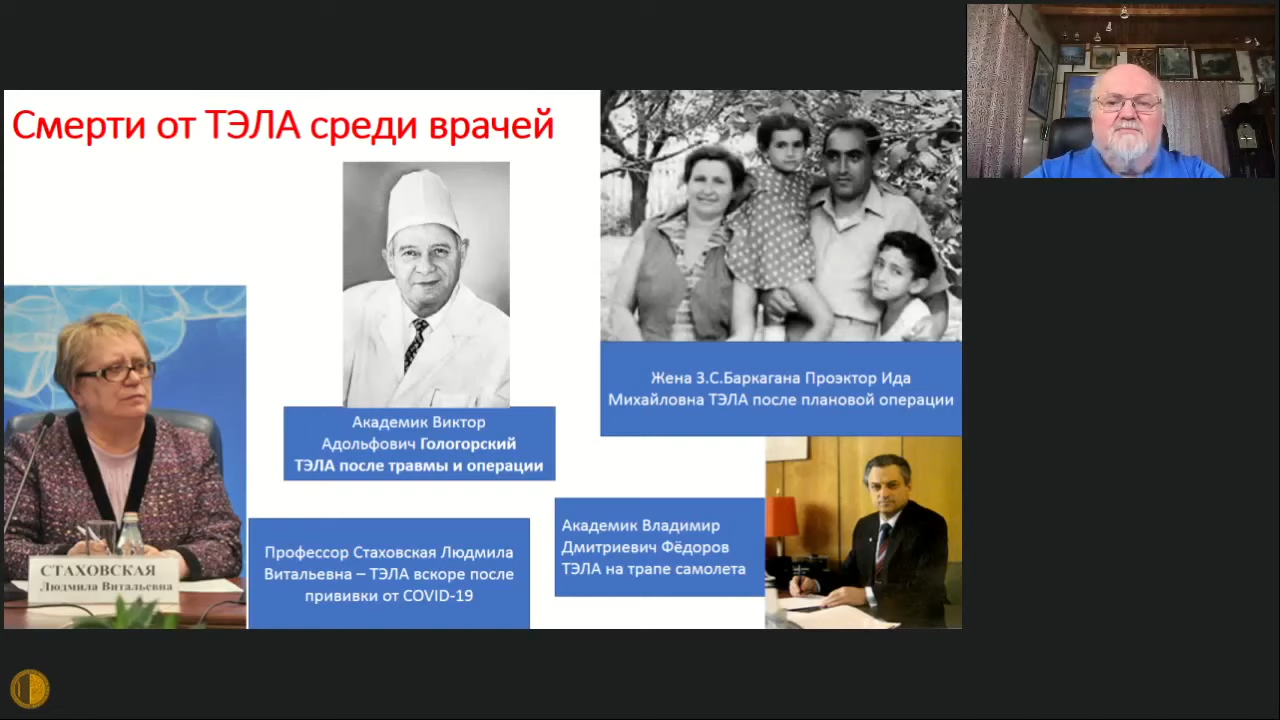 Смерти от ТЭЛА среди врачей
Академик Виктор
Адольфович Гологорский
ТЭЛА после травмы и операции
Жена З.С.Баркагана Проэктор Ида
Михайловна ТЭЛА после плановой операции
СТАХОВСКАЯ
Людмила Витальевна
Профессор Стаховская Людмила
Витальевна – ТЭЛА вскоре после
прививки от COVID-19
Академик Владимир
Дмитриевич Фёдоров
ТЭЛА на трапе самолета